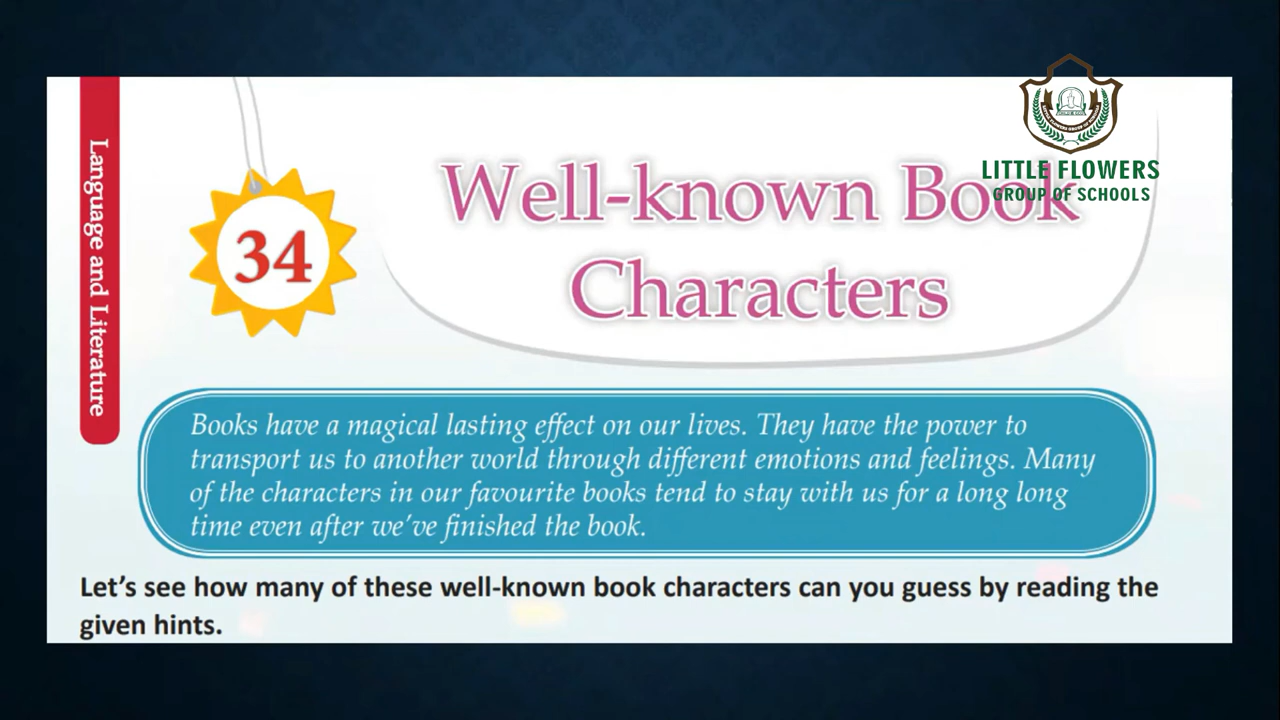 Language and Literature
34
Well-known Book
Characters
LITTLE FLOWERS
GROUP OF SCHOOLS
Books have a magical lasting effect on our lives. They have the power to
transport us to another world through different emotions and feelings. Many
of the characters in our favourite books tend to stay with us for a long long
time even after we've finished the book.
Let's see how many of these well-known book characters can you guess by reading the
given hints.